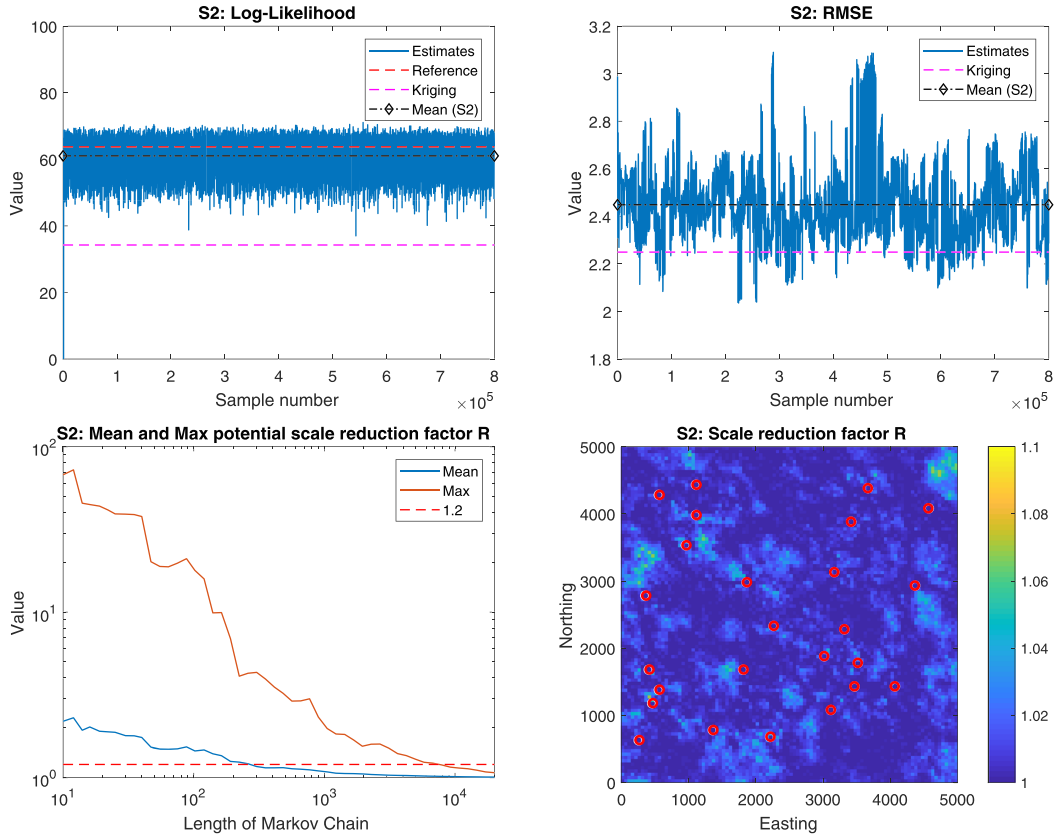 S2: Log-Likelihood
100
80
60
40
20
0
Value
0 1 2 3 4 5 6 7 8
×10^5
Sample number
Estimates
Reference
Kriging
Mean (S2)
S2: RMSE
3.2
3
2.8
2.6
2.4
2.2
2
1.8
Value
0 1 2 3 4 5 6 7 8
×10^5
Sample number
Estimates
Kriging
Mean (S2)
S2: Mean and Max potential scale reduction factor R
10^2
10^1
10^0
Value
10^1 10^2 10^3 10^4
Length of Markov Chain
Mean
Max
1.2
S2: Scale reduction factor R
5000
4000
3000
2000
1000
0
Northing
0 1000 2000 3000 4000 5000
Easting
1.1
1.08
1.06
1.04
1.02
1